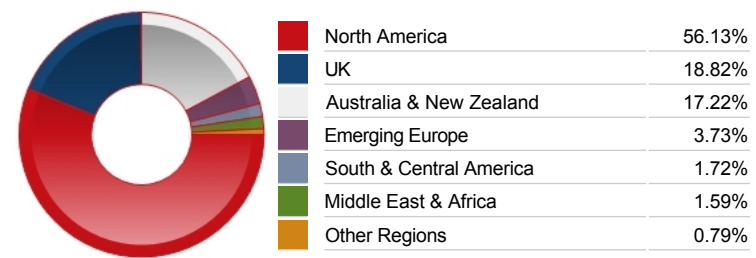 North America 56.13%
UK 18.82%
Australia & New Zealand 17.22%
Emerging Europe 3.73%
South & Central America 1.72%
Middle East & Africa 1.59%
Other Regions 0.79%